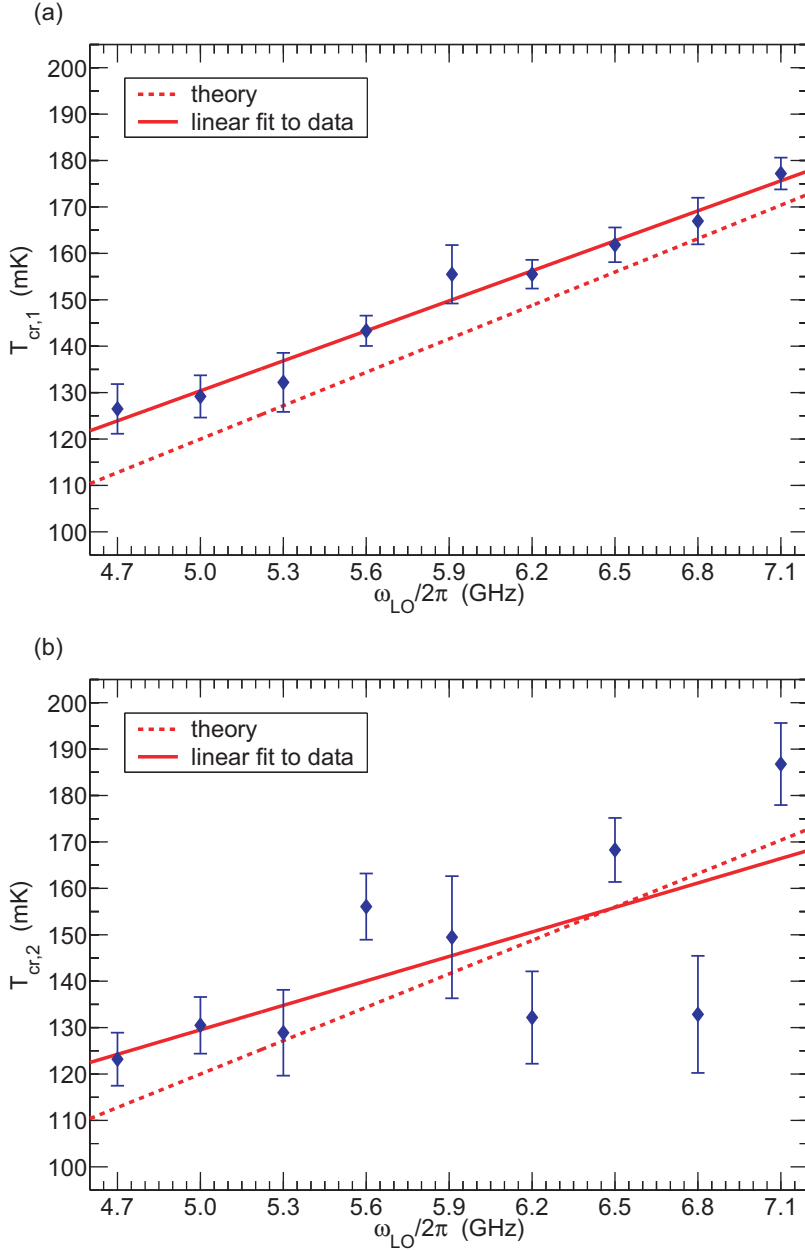 (a)
200
190
180
170
160
150
140
130
120
110
100
T_cr,1 (mK)
theory
linear fit to data
4.7 5.0 5.3 5.6 5.9 6.2 6.5 6.8 7.1
ω_LO/2π (GHz)
(b)
200
190
180
170
160
150
140
130
120
110
100
T_cr,2 (mK)
theory
linear fit to data
4.7 5.0 5.3 5.6 5.9 6.2 6.5 6.8 7.1
ω_LO/2π (GHz)